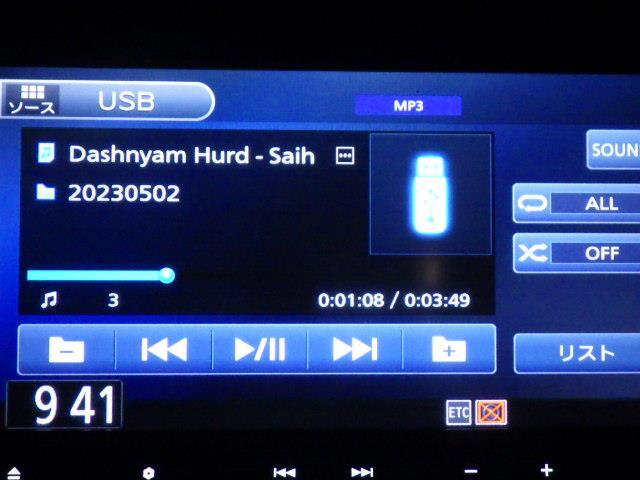 ソース USB
MP3
Dashnyam Hurd - Saih
SOUN
20230502
ALL
OFF
3 0:01:08 / 0:03:49
リスト
9 41
ETC